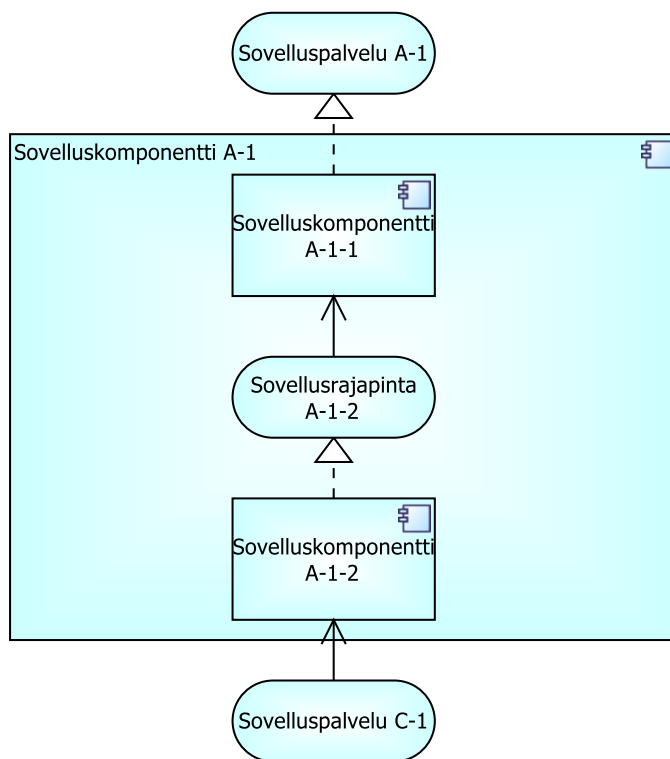 Sovelluspalvelu A-1
Sovelluskomponentti A-1
Sovelluskomponentti
A-1-1
Sovellusrajapinta
A-1-2
Sovelluskomponentti
A-1-2
Sovelluspalvelu C-1